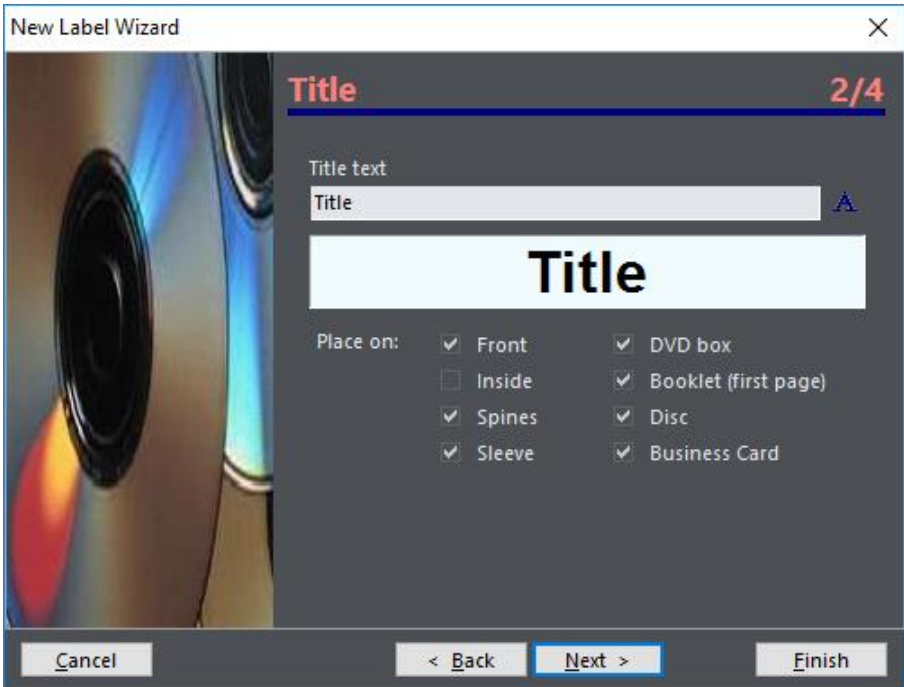 New Label Wizard
Title 2/4
Title text
Title A
Title
Place on: Front DVD box
Inside Booklet (first page)
Spines Disc
Sleeve Business Card
Cancel < Back Next > Finish